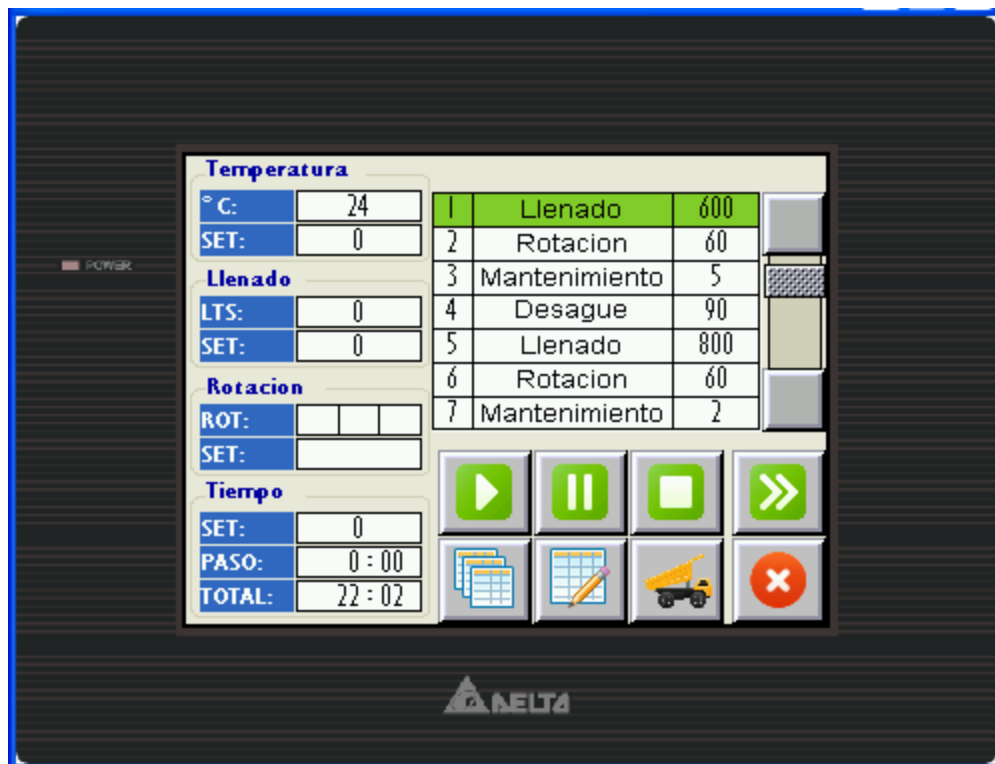 POWER
Temperatura
° C: 24
SET: 0
Llenado
LTS: 0
SET: 0
Rotacion
ROT:
SET:
Tiempo
SET: 0
PASO: 0 : 00
TOTAL: 22 : 02
1 Llenado 600
2 Rotacion 60
3 Mantenimiento 5
4 Desague 90
5 Llenado 800
6 Rotacion 60
7 Mantenimiento 2
NELTA